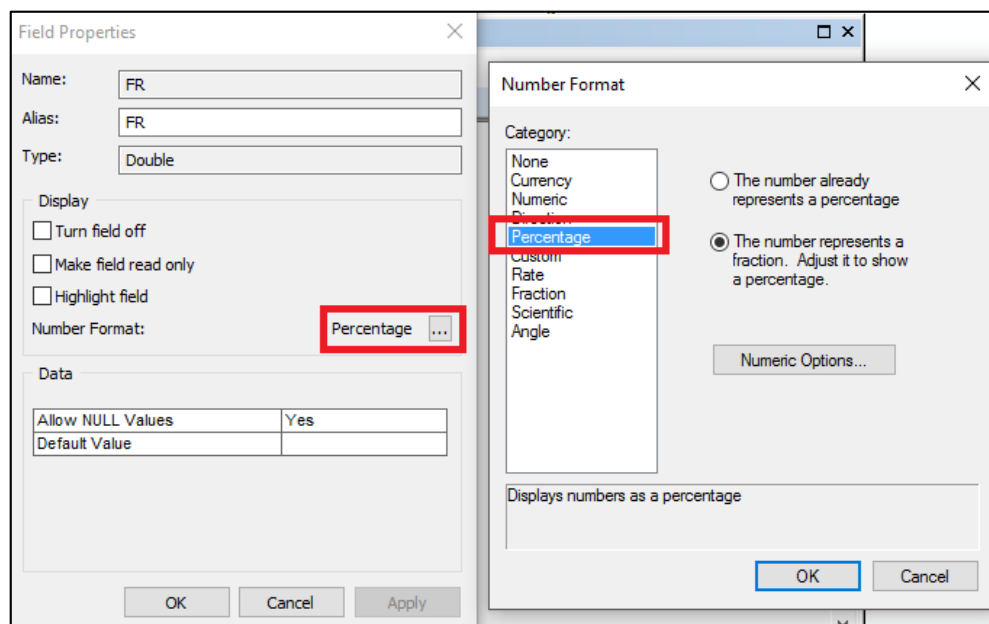 Field Properties
Name:
FR
Alias:
FR
Type:
Double
Display
Turn field off
Make field read only
Highlight field
Number Format:
Percentage
...
Data
Allow NULL Values
Yes
Default Value
OK
Cancel
Apply
Number Format
Category:
None
Currency
Numeric
Direction
Percentage
Custom
Rate
Fraction
Scientific
Angle
The number already
represents a percentage
The number represents a
fraction. Adjust it to show
a percentage.
Numeric Options...
Displays numbers as a percentage
OK
Cancel